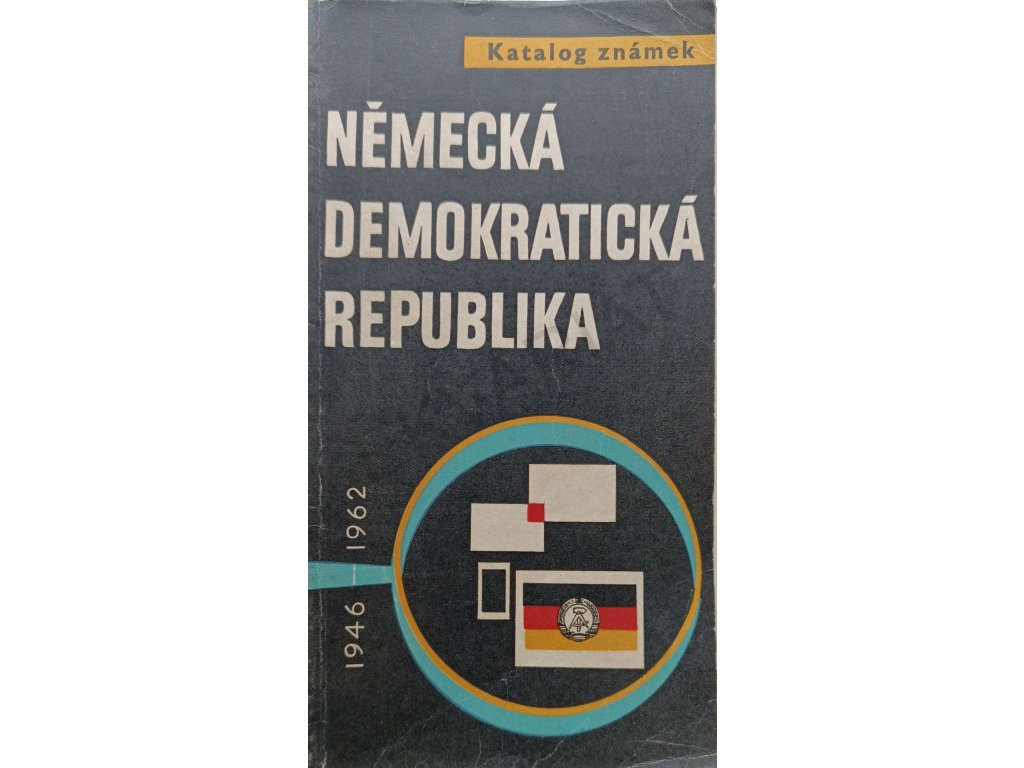 Katalog známek
NĚMECKÁ
DEMOKRATICKÁ
REPUBLIKA
1946 – 1962